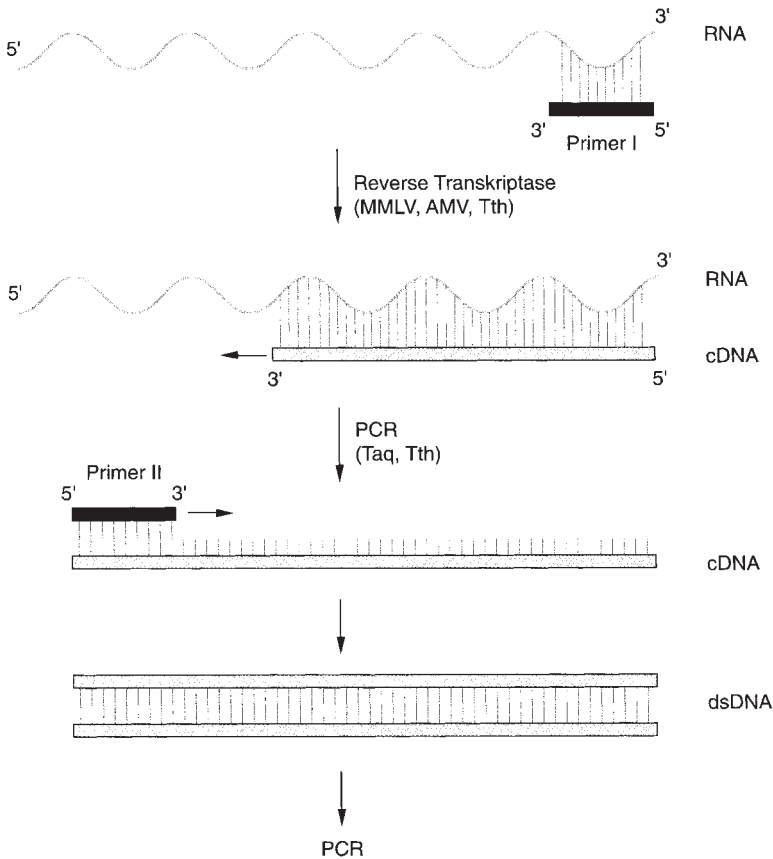 3'
5'
RNA
3'
5'
Primer I
Reverse Transkriptase
(MMLV, AMV, Tth)
3'
5'
RNA
cDNA
3'
5'
PCR
(Taq, Tth)
Primer II
5'
3'
cDNA
dsDNA
PCR